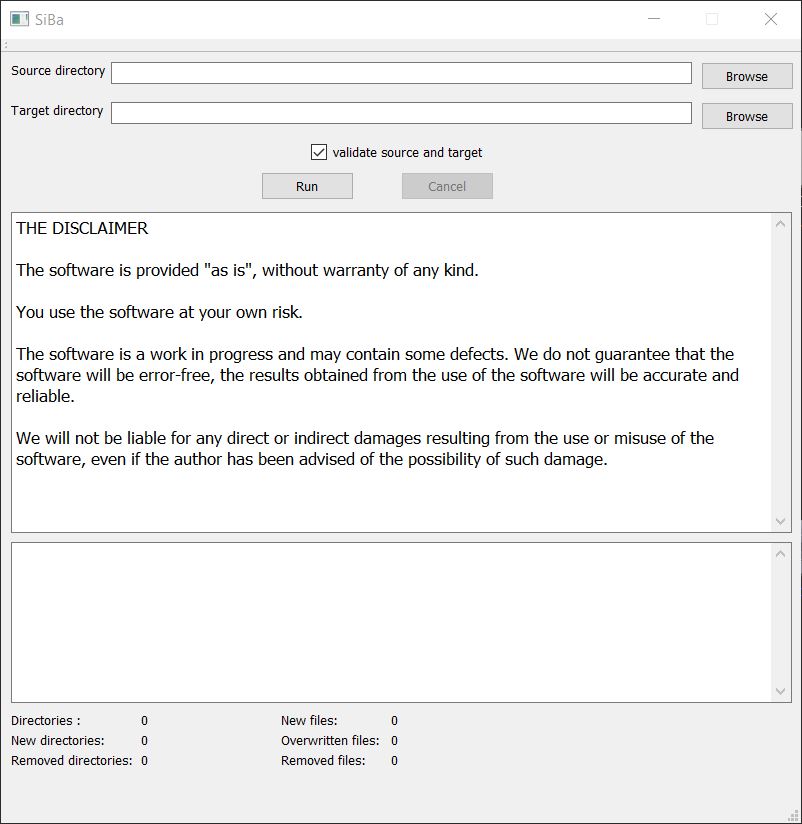 SiBa
Source directory Browse
Target directory Browse
validate source and target
Run Cancel
THE DISCLAIMER
The software is provided "as is", without warranty of any kind.
You use the software at your own risk.
The software is a work in progress and may contain some defects. We do not guarantee that the
software will be error-free, the results obtained from the use of the software will be accurate and
reliable.
We will not be liable for any direct or indirect damages resulting from the use or misuse of the
software, even if the author has been advised of the possibility of such damage.
Directories : 0 New files: 0
New directories: 0 Overwritten files: 0
Removed directories: 0 Removed files: 0